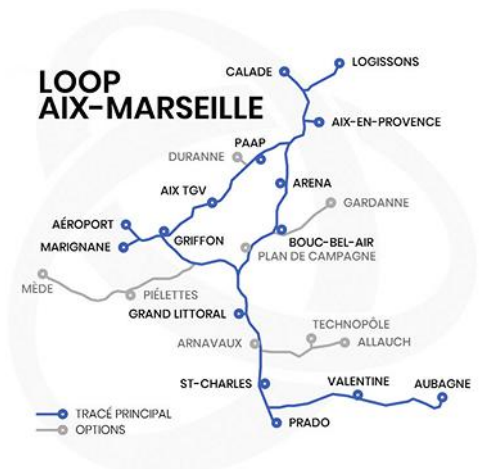 LOOP
AIX-MARSEILLE
CALADE
LOGISSONS
AIX-EN-PROVENCE
PAAP
DURANNE
ARENA
AIX TGV
GARDANNE
AÉROPORT
GRIFFON
MARIGNANE
BOUC-BEL-AIR
PLAN DE CAMPAGNE
MÈDE
PIÉLETTES
GRAND LITTORAL
TECHNOPÔLE
ARNAVAUX
ALLAUCH
ST-CHARLES
VALENTINE
AUBAGNE
PRADO
TRACÉ PRINCIPAL
OPTIONS